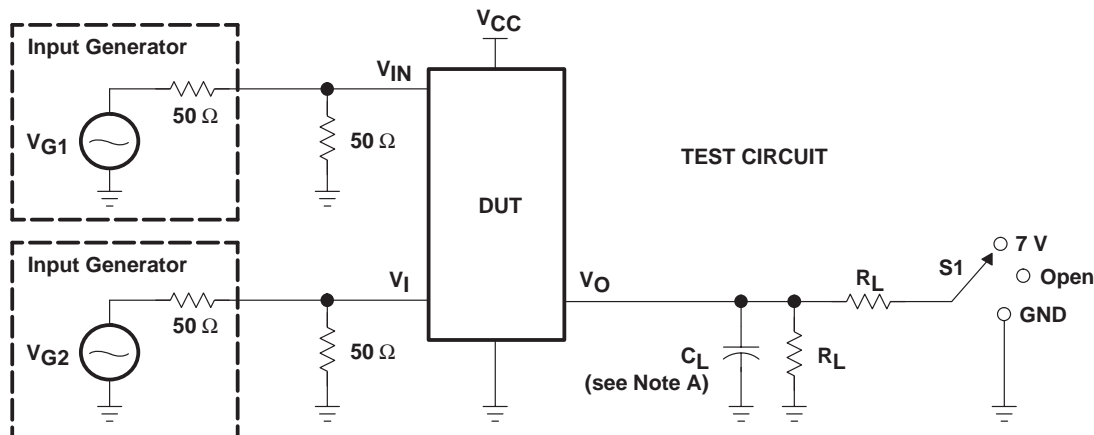 VCC
Input Generator
VIN
50 Ω
VG1
50 Ω
TEST CIRCUIT
DUT
Input Generator
VI
50 Ω
VG2
50 Ω
VO
RL
S1
7 V
Open
GND
CL
(see Note A)
RL